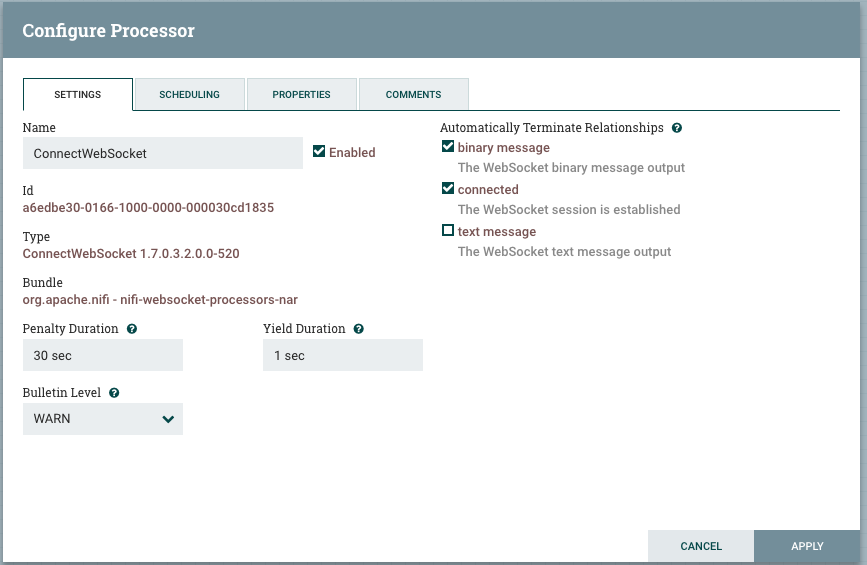 Configure Processor
SETTINGS
SCHEDULING
PROPERTIES
COMMENTS
Name
ConnectWebSocket
Enabled
Id
a6edbe30-0166-1000-0000-000030cd1835
Type
ConnectWebSocket 1.7.0.3.2.0.0-520
Bundle
org.apache.nifi - nifi-websocket-processors-nar
Penalty Duration ?
30 sec
Yield Duration ?
1 sec
Bulletin Level ?
WARN
Automatically Terminate Relationships ?
binary message
The WebSocket binary message output
connected
The WebSocket session is established
text message
The WebSocket text message output
CANCEL
APPLY